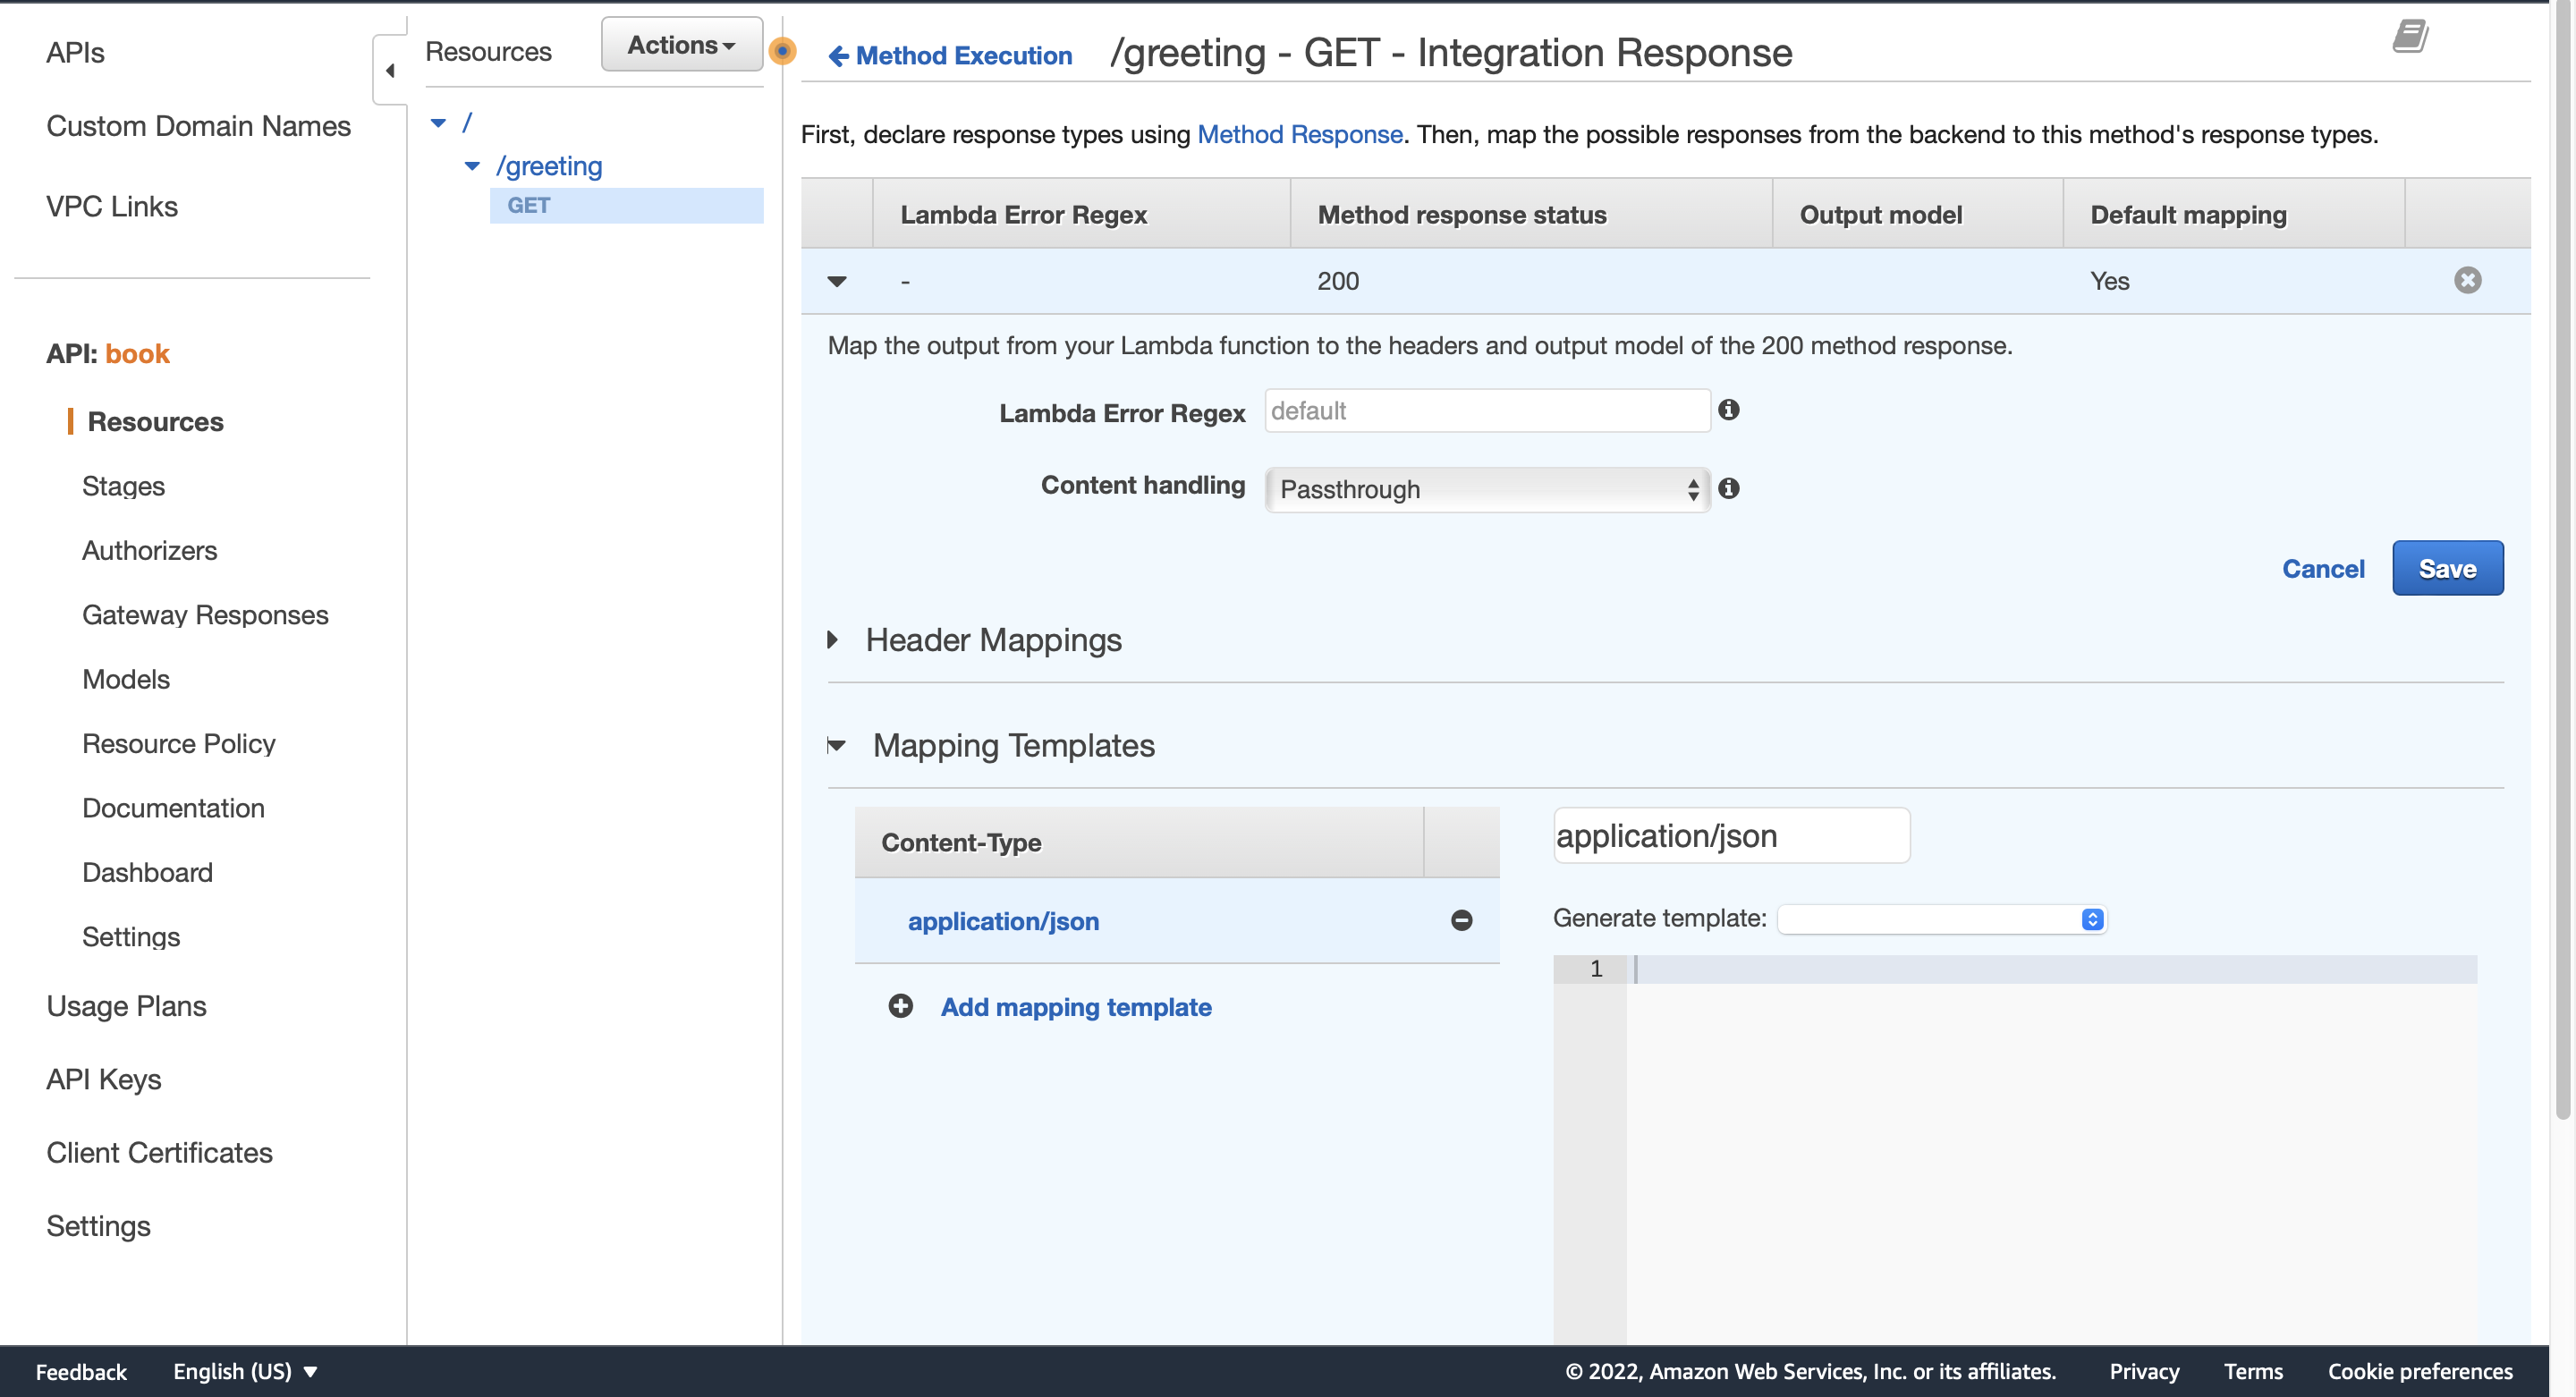 APIs
Custom Domain Names
VPC Links
API: book
Resources
Stages
Authorizers
Gateway Responses
Models
Resource Policy
Documentation
Dashboard
Settings
Usage Plans
API Keys
Client Certificates
Settings
Resources
Actions
/
/greeting
GET
Method Execution
/greeting - GET - Integration Response
First, declare response types using Method Response. Then, map the possible responses from the backend to this method's response types.
Lambda Error Regex Method response status Output model Default mapping
- 200 Yes
Map the output from your Lambda function to the headers and output model of the 200 method response.
Lambda Error Regex default
Content handling Passthrough
Cancel Save
Header Mappings
Mapping Templates
Content-Type
application/json
Add mapping template
application/json
Generate template:
1
Feedback English (US) © 2022, Amazon Web Services, Inc. or its affiliates. Privacy Terms Cookie preferences